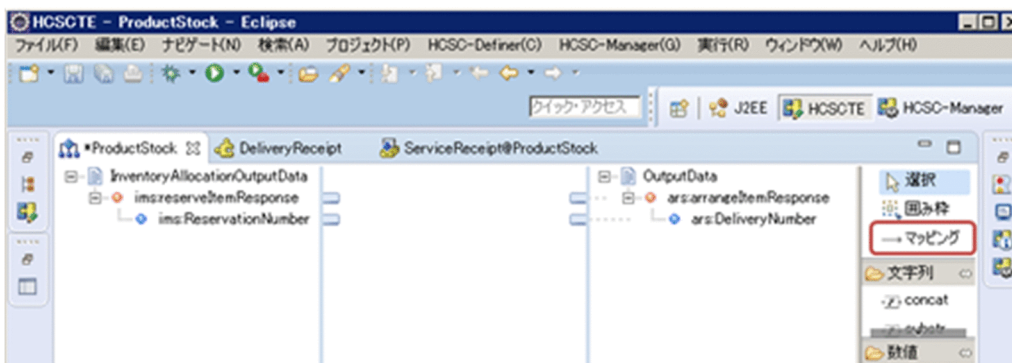 HCSCTE - ProductStock - Eclipse
ファイル(F) 編集(E) ナビゲート(N) 検索(A) プロジェクト(P) HCSC-Definer(C) HCSC-Manager(G) 実行(R) ウィンドウ(W) ヘルプ(H)
クイック・アクセス J2EE HCSCTE HCSC-Manager
*ProductStock DeliveryReceipt ServiceReceipt@ProductStock
InventoryAllocationOutputData OutputData 選択
ims:reserveItemResponse ars:arrangeItemResponse 囲み枠
ims:ReservationNumber ars:DeliveryNumber マッピング
文字列
concat
substr
数値